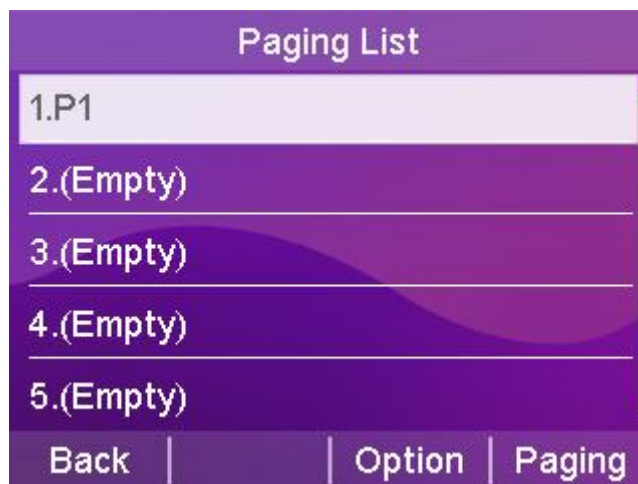 Paging List
1.P1
2.(Empty)
3.(Empty)
4.(Empty)
5.(Empty)
Back Option Paging